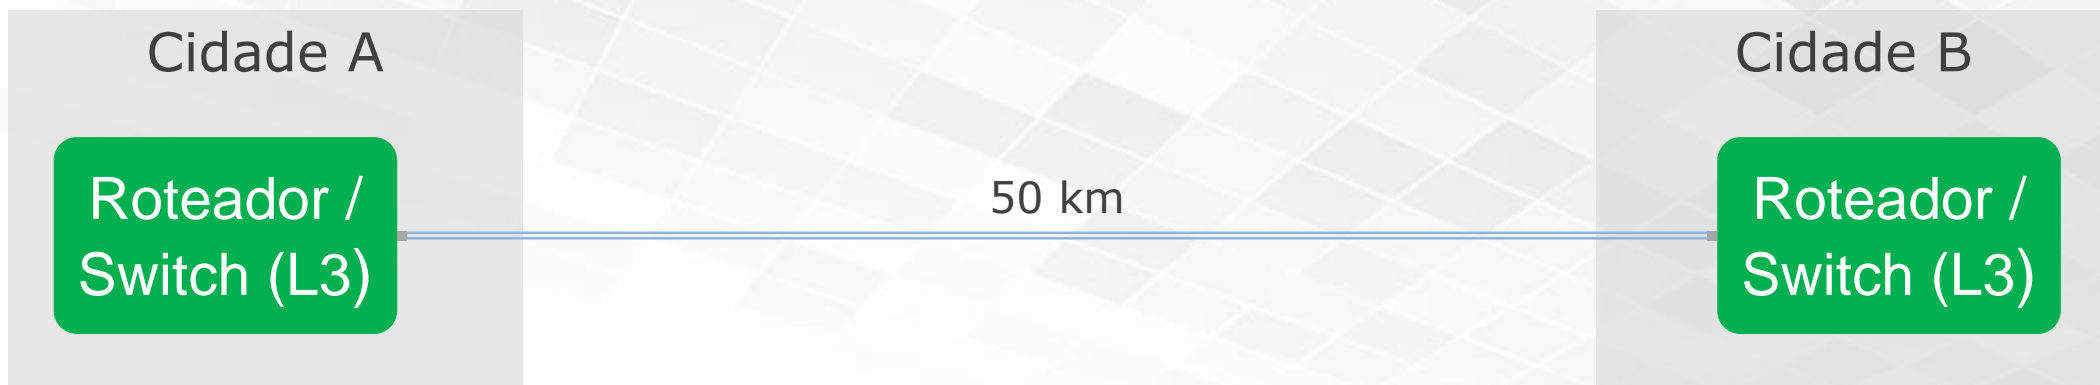 Cidade A
Cidade B
Roteador /
Switch (L3)
50 km
Roteador /
Switch (L3)